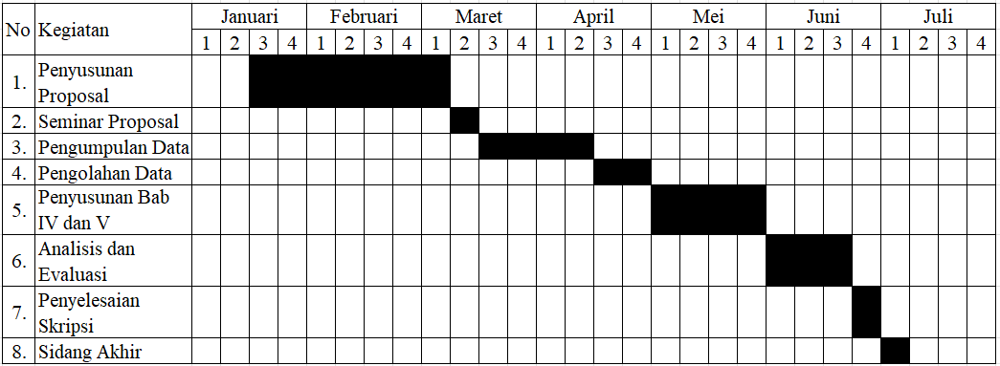 No Kegiatan Januari Februari Maret April Mei Juni Juli
1 2 3 4 1 2 3 4 1 2 3 4 1 2 3 4 1 2 3 4 1 2 3 4 1 2 3 4
1. Penyusunan
Proposal
2. Seminar Proposal
3. Pengumpulan Data
4. Pengolahan Data
5. Penyusunan Bab
IV dan V
6. Analisis dan
Evaluasi
7. Penyelesaian
Skripsi
8. Sidang Akhir